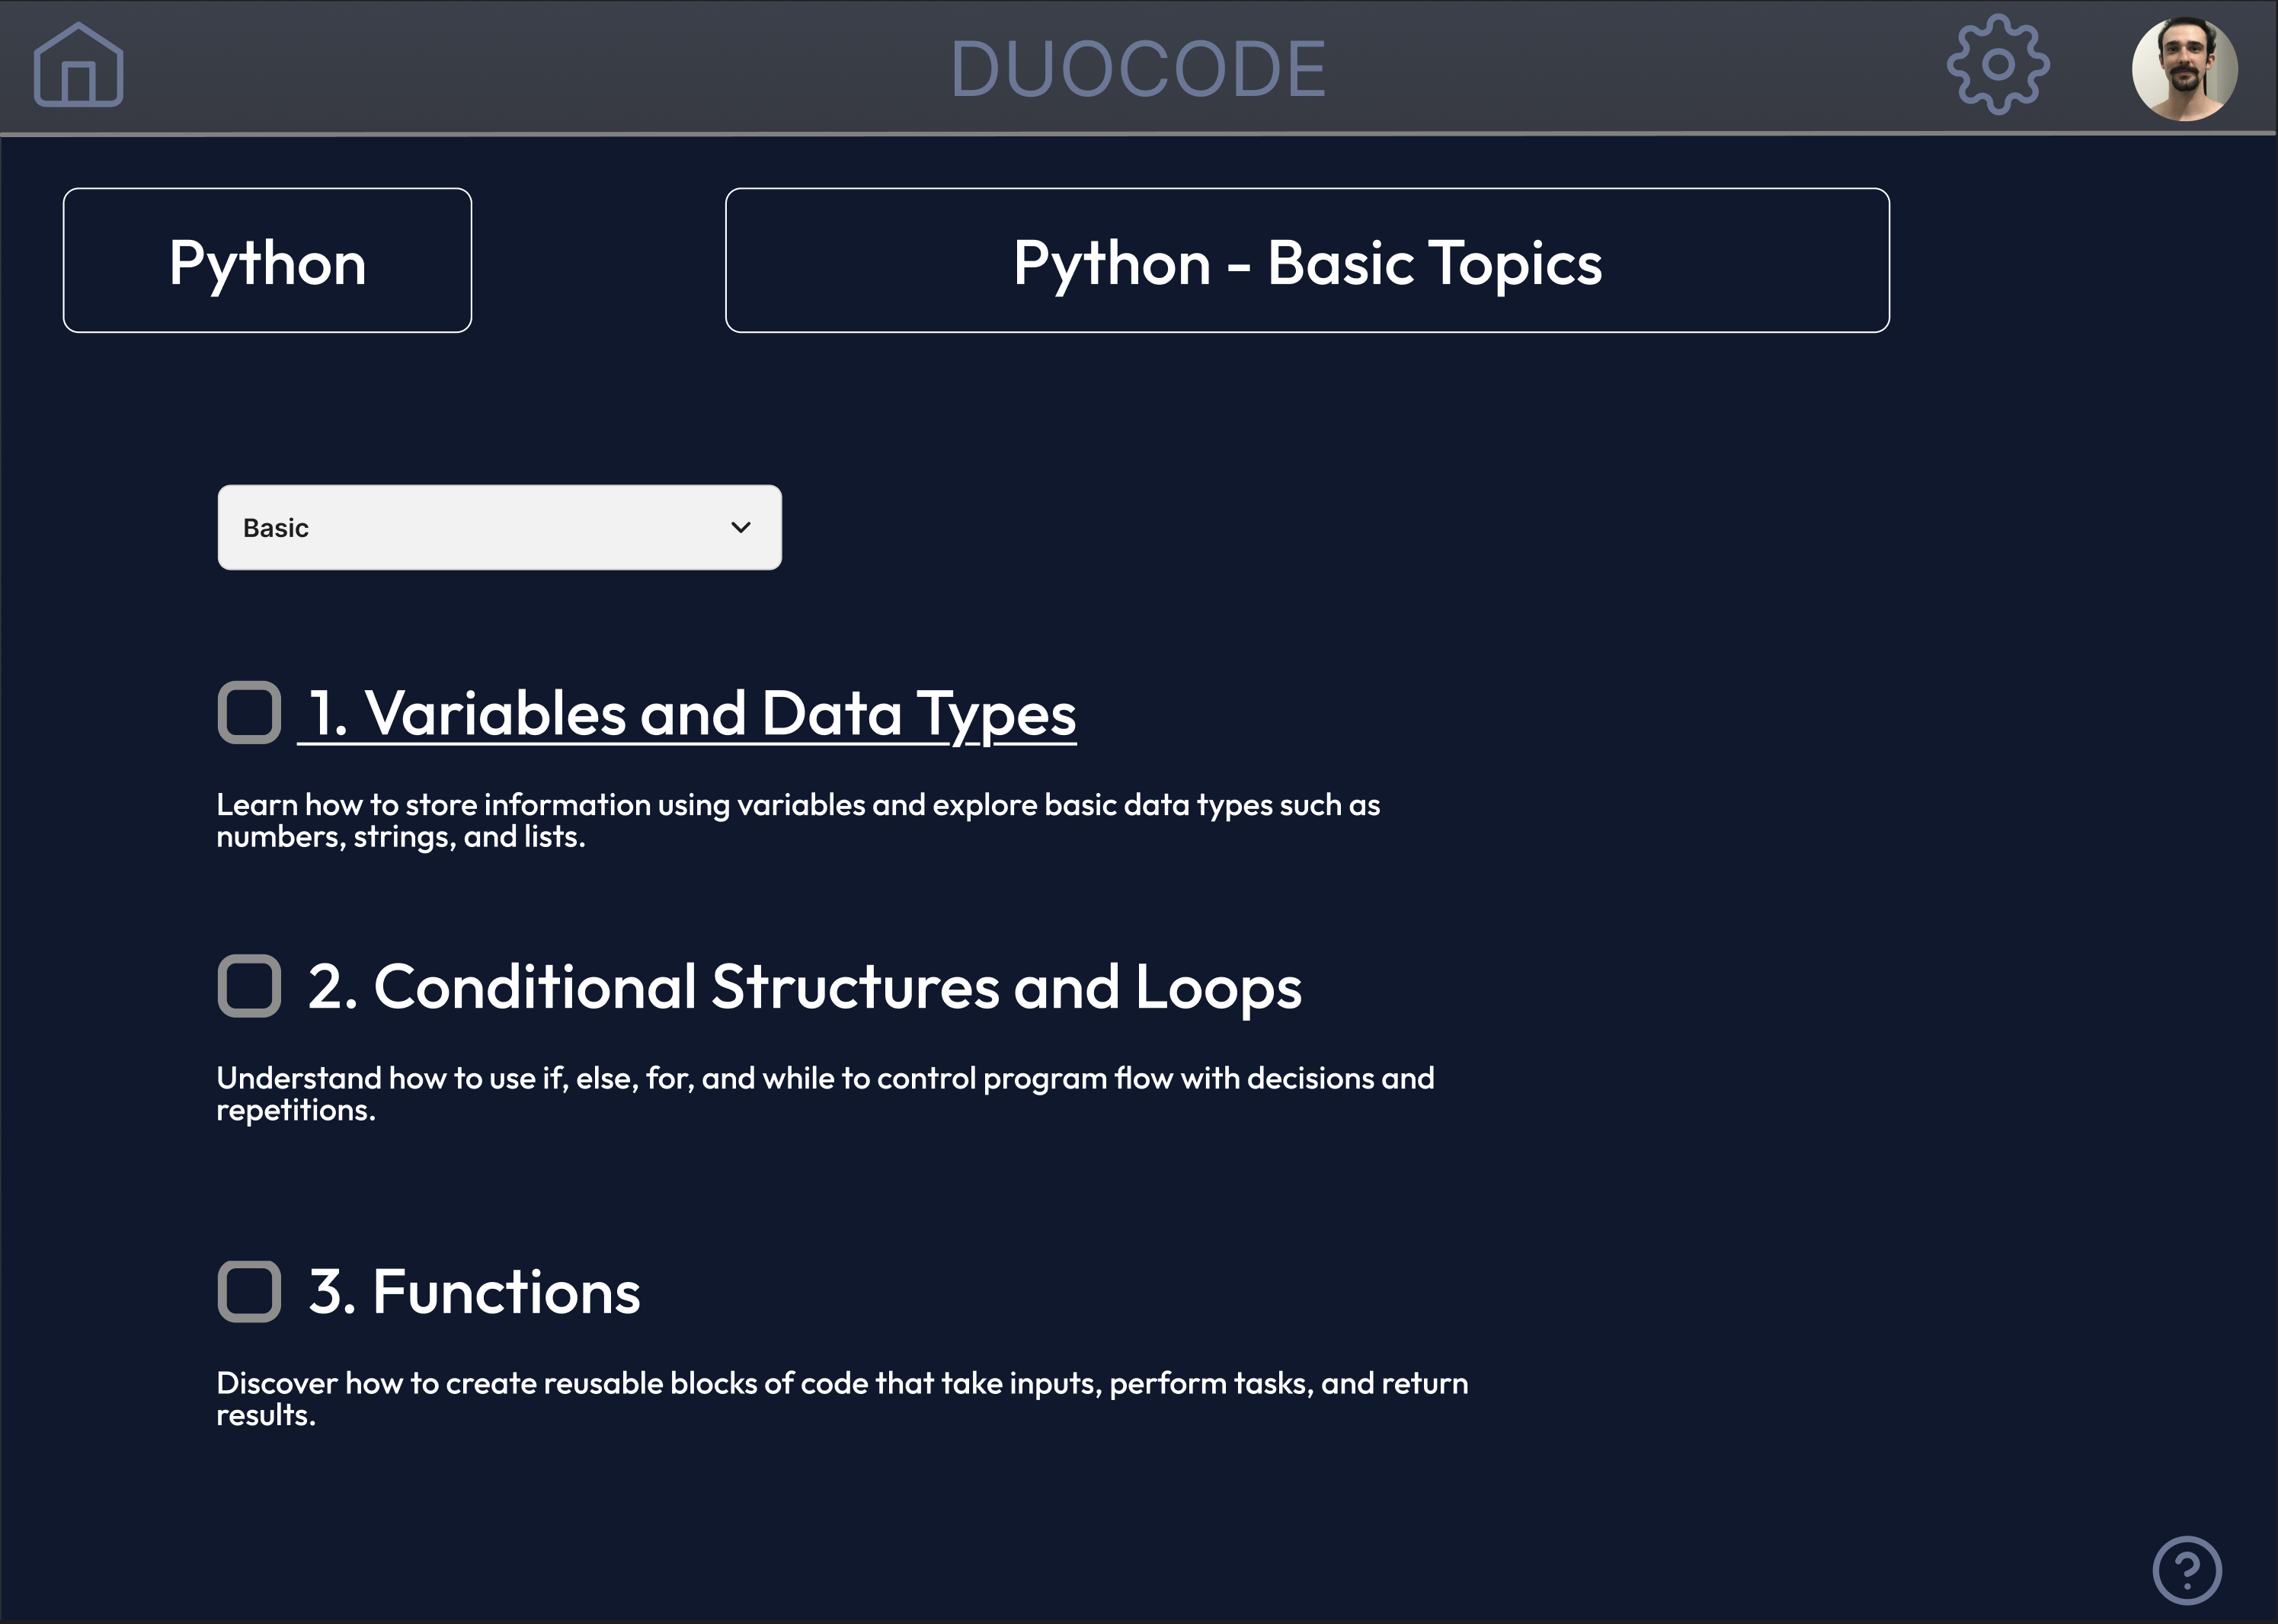 DUOCODE
Python
Python - Basic Topics
Basic
1. Variables and Data Types
Learn how to store information using variables and explore basic data types such as
numbers, strings, and lists.
2. Conditional Structures and Loops
Understand how to use if, else, for, and while to control program flow with decisions and
repetitions.
3. Functions
Discover how to create reusable blocks of code that take inputs, perform tasks, and return
results.
?